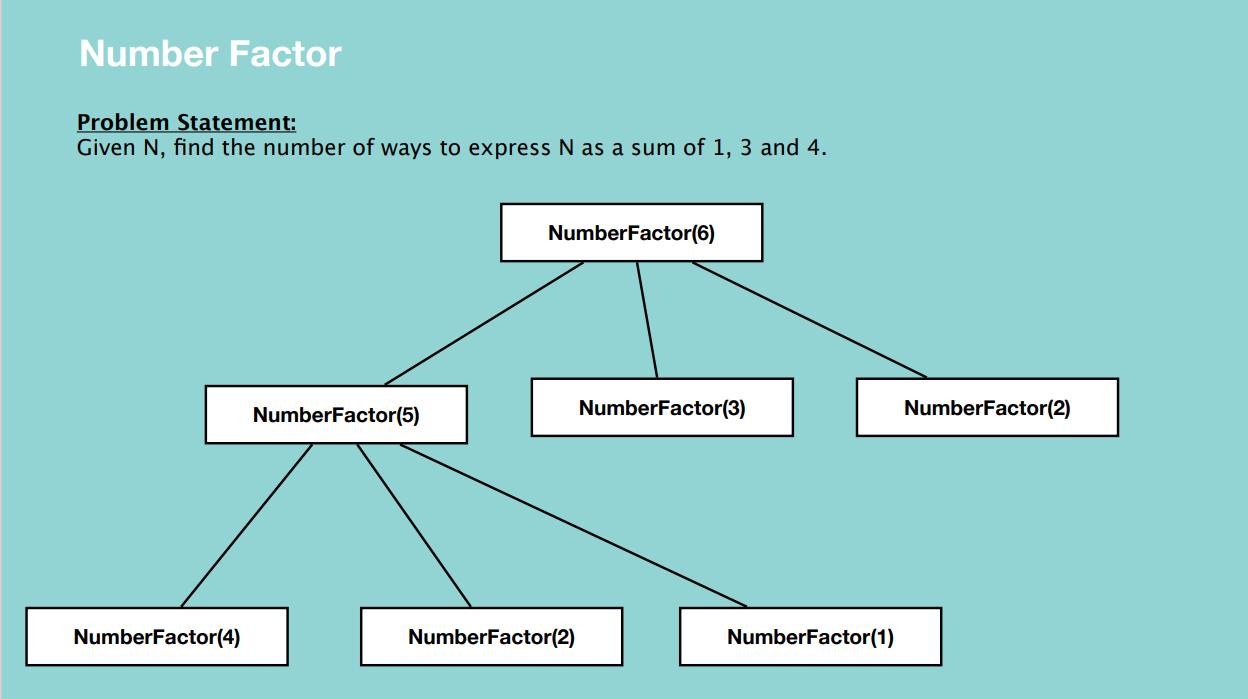 Number Factor
Problem Statement:
Given N, find the number of ways to express N as a sum of 1, 3 and 4.
NumberFactor(6)
NumberFactor(5)
NumberFactor(3)
NumberFactor(2)
NumberFactor(4)
NumberFactor(2)
NumberFactor(1)